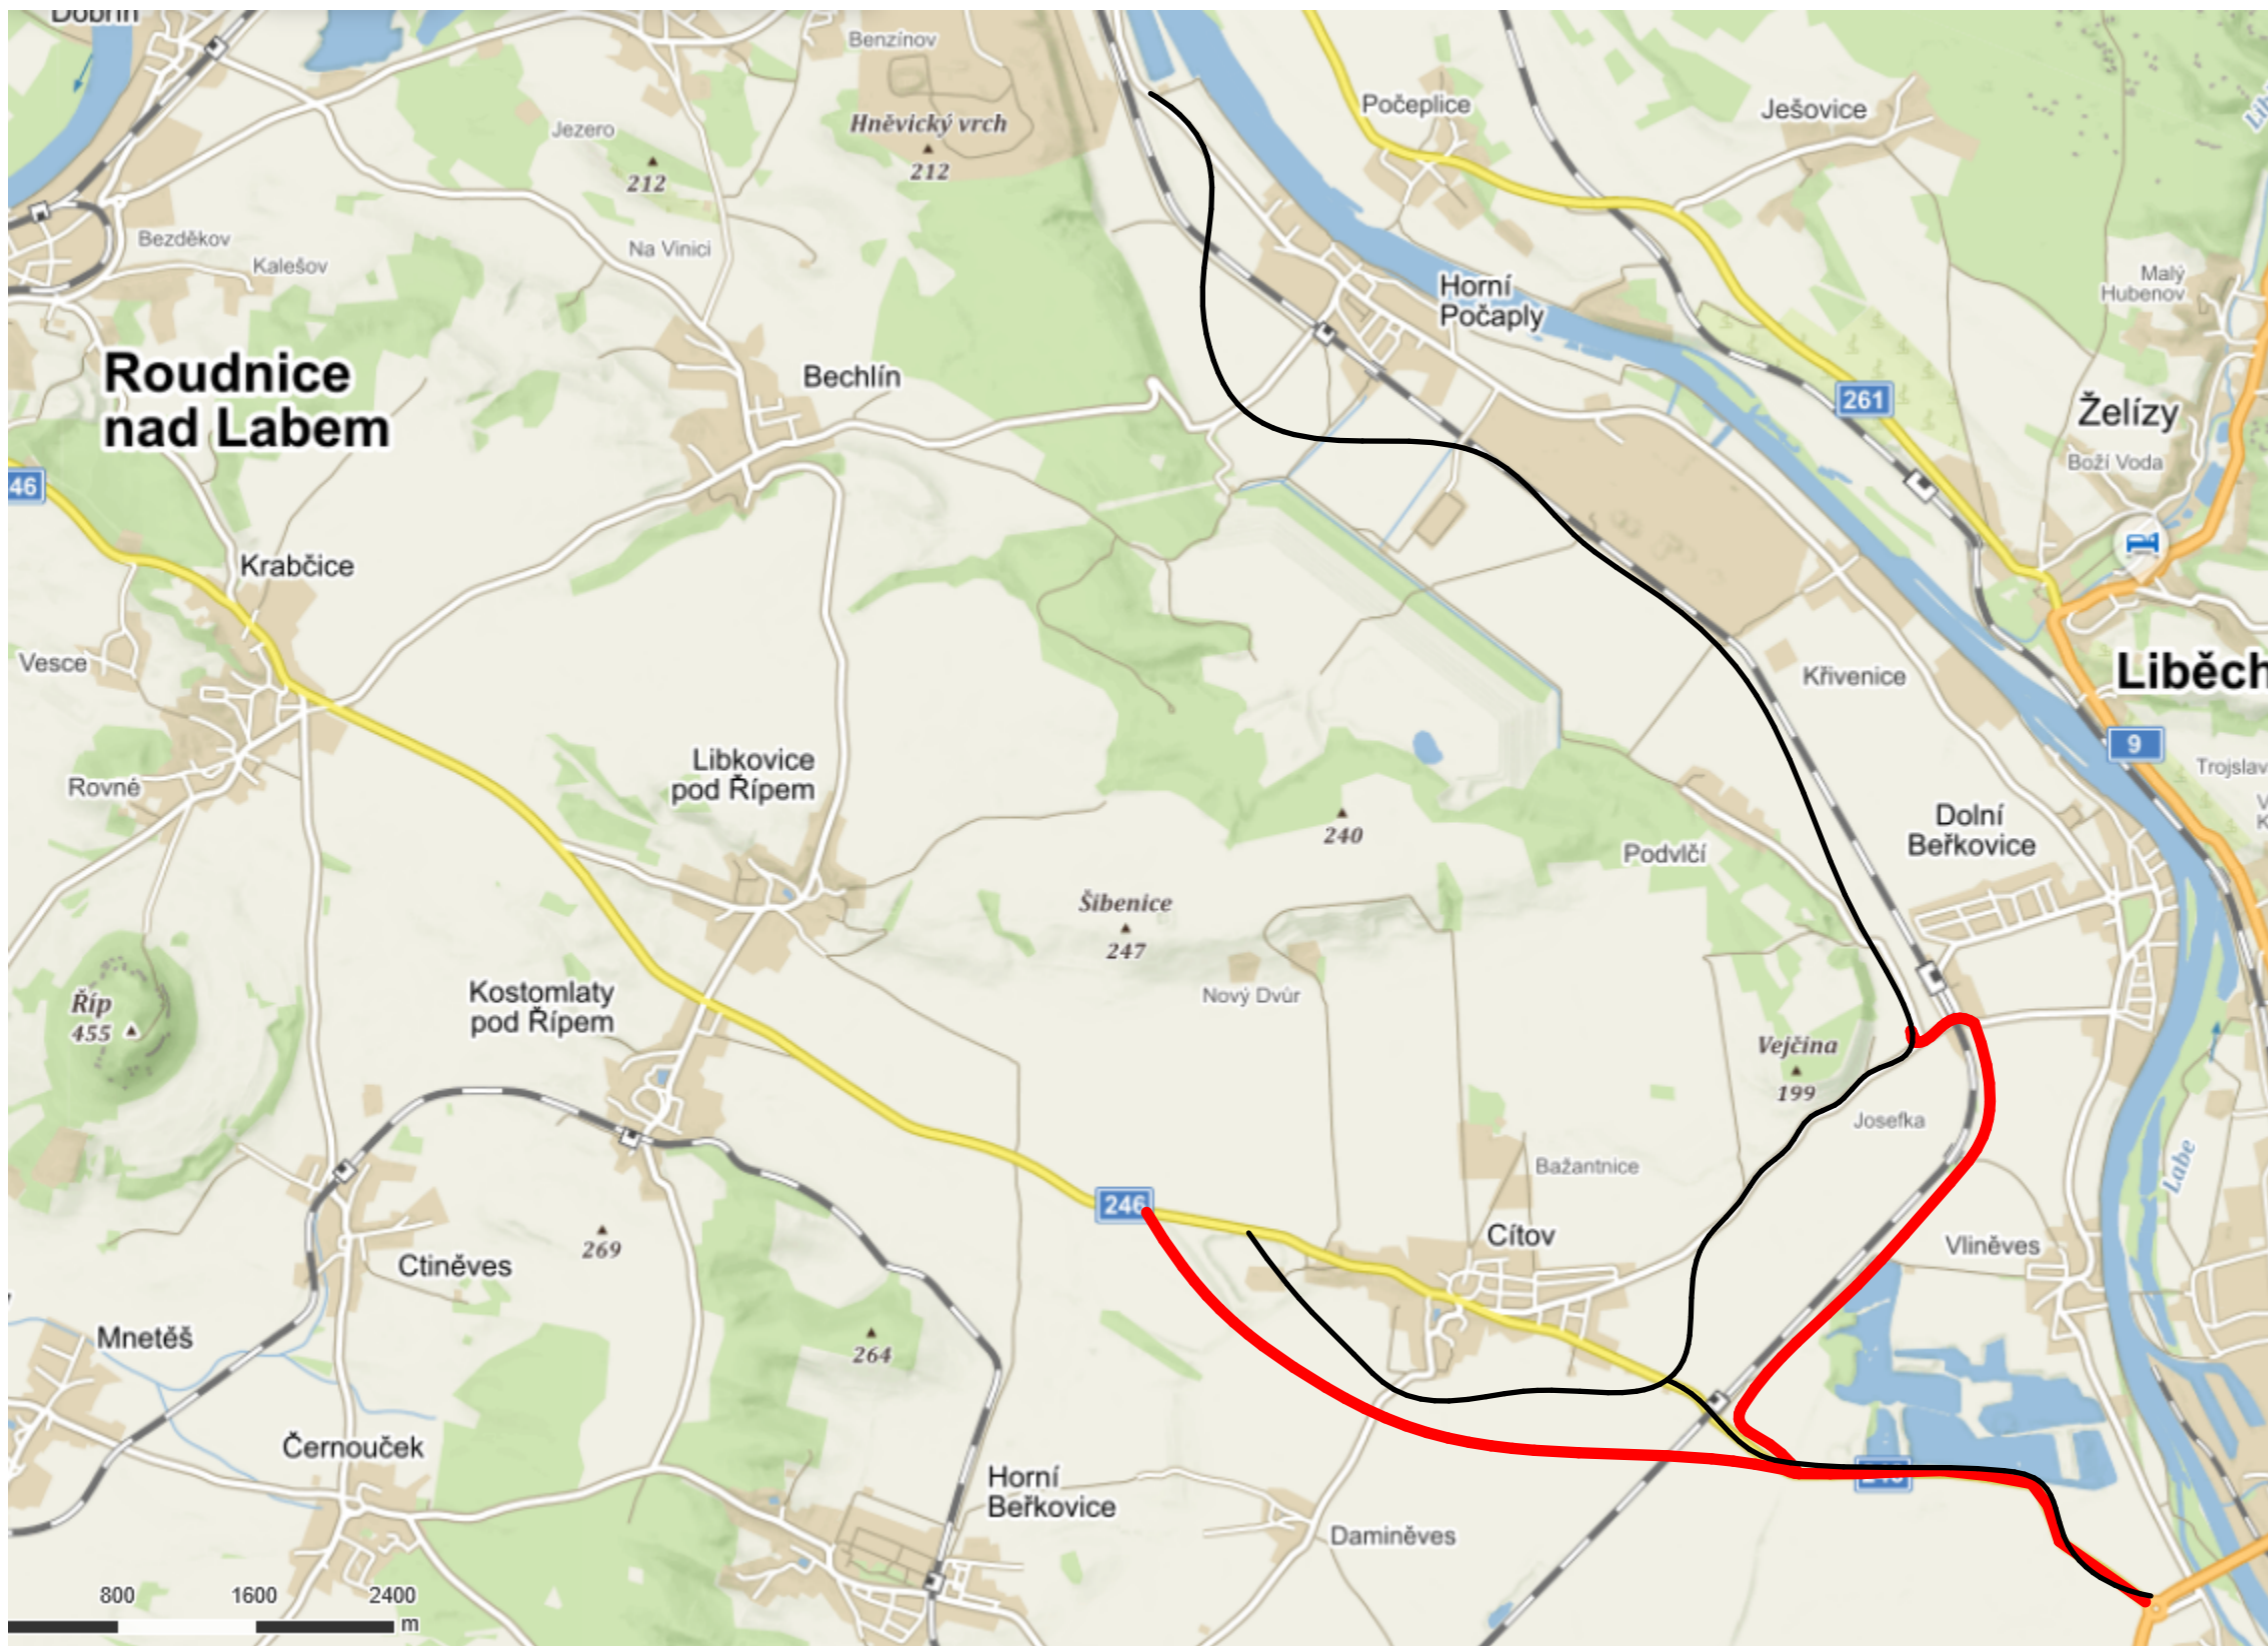 Benzínov
Počeplice
Ješovice
Hněvický vrch
212
Jezero
212
Bezděkov
Kalešov
Na Vinici
Malý
Hubenov
Horní
Počaply
Roudnice
nad Labem
Bechlín
261
Želízy
Boží Voda
46
Krabčice
Vesce
Křivenice
Liběch
9
Rovné
Libkovice
pod Řípem
Trojslav
Dolní
Beřkovice
240
Podvlčí
Šibenice
247
Nový Dvůr
Kostomlaty
pod Řípem
Říp
455
Vejčina
199
Josefka
Bažantnice
Labe
246
Cítov
Vliněves
269
Ctiněves
Mnetěš
264
Černouček
Horní
Beřkovice
Daminěves
800 1600 2400
m